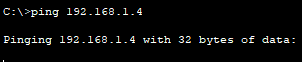 C:\>ping 192.168.1.4
Pinging 192.168.1.4 with 32 bytes of data: